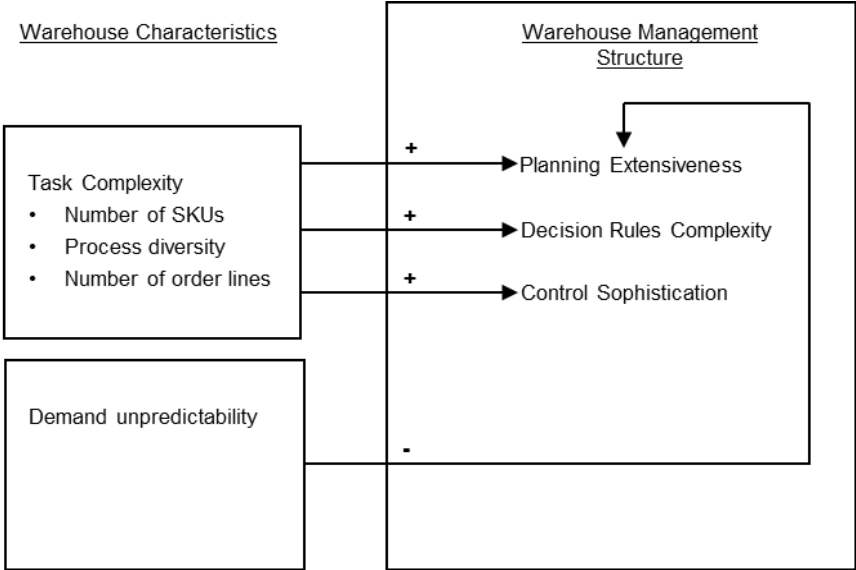 Warehouse Characteristics
Warehouse Management
Structure
Task Complexity
• Number of SKUs
• Process diversity
• Number of order lines
+
Planning Extensiveness
+
Decision Rules Complexity
+
Control Sophistication
Demand unpredictability
-